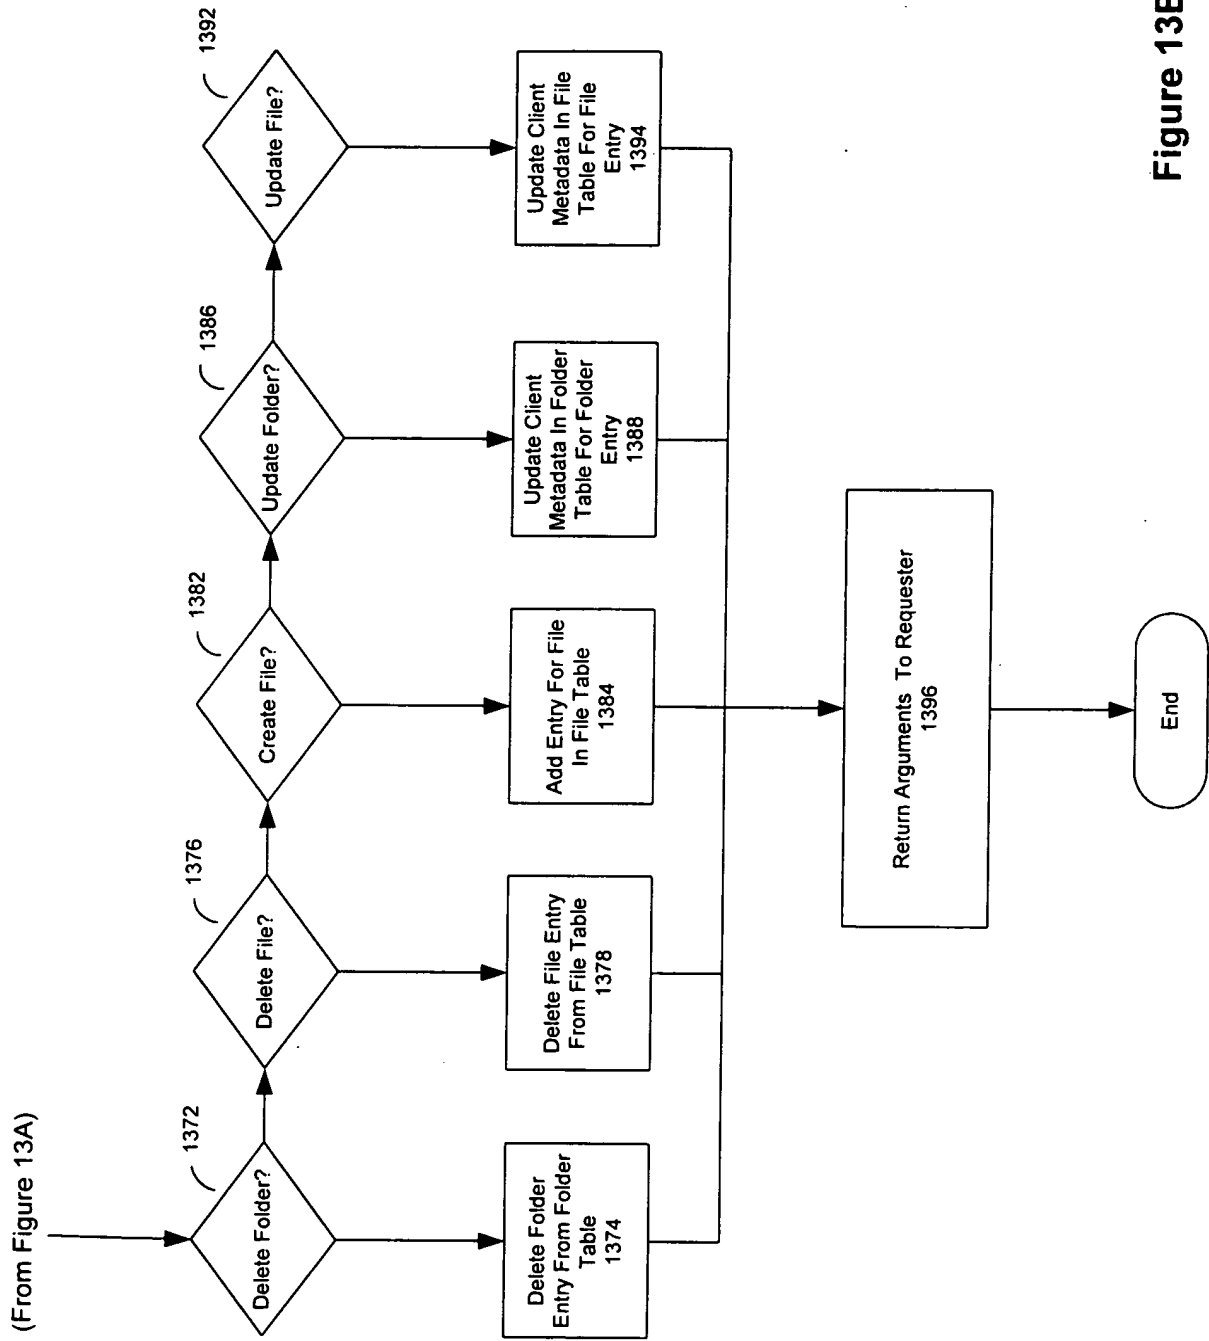 (From Figure 13A)
1372
Delete Folder?
1376
Delete File?
1382
Create File?
1386
Update Folder?
1392
Update File?
Delete Folder
Entry From Folder
Table
1374
Delete File Entry
From File Table
1378
Add Entry For File
In File Table
1384
Update Client
Metadata In Folder
Table For Folder
Entry
1388
Update Client
Metadata In File
Table For File
Entry
1394
Return Arguments To Requester
1396
End
Figure 13B